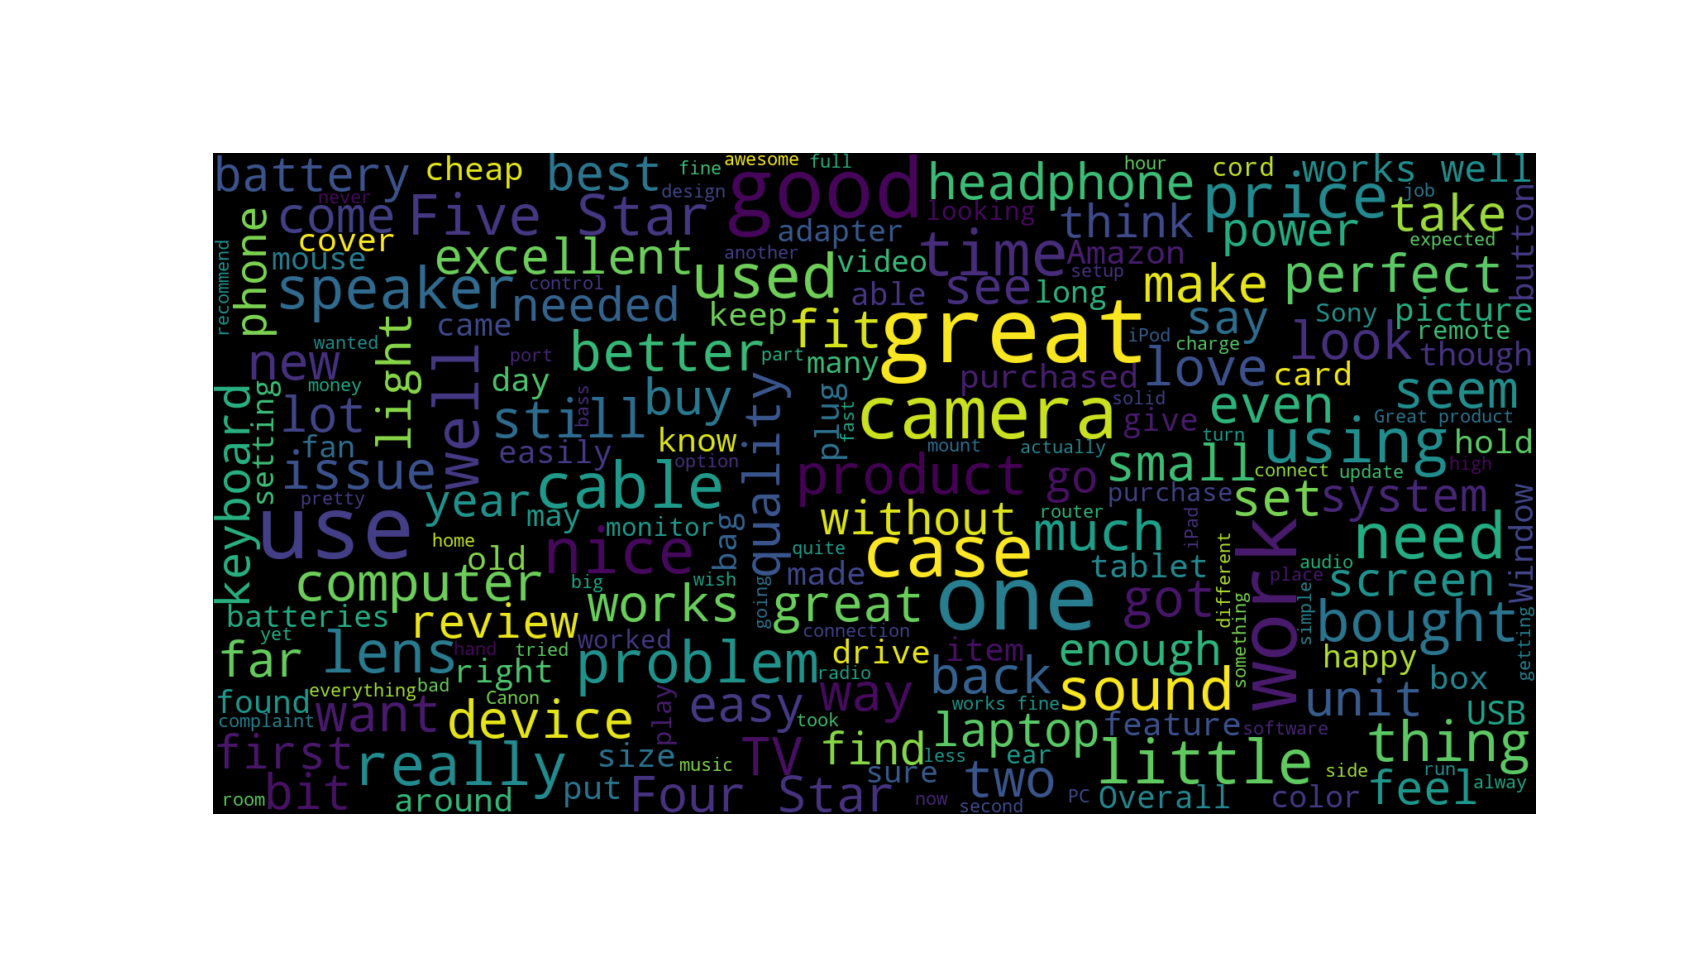 battery cheap best fine awesome full good headphone hour cord works well
never come Five Star design looking think price job take button
phone cover mouse excellent another adapter video time Amazon power expected
recommend speaker control needed used able see setup long make perfect
wanted came keep fit great iPod say Sony picture remote
new light well port better part many charge look though
keyboard money day bass buy purchased love card seem
setting lot still quality plug fast camera solid give even Great product
fan easily know mount actually turn using hold
issue option product go small connect update high
pretty year cable purchase set system
use may monitor bag without router much iPad work need Window
home old nice quite case tablet different audio
computer big wish going made one got place screen
batteries review works great something simple bought
yet worked connection getting
far lens hand tried problem drive item enough happy
right radio back
found everything bad Canon easy way sound unit box
complaint want device play took works fine feature software USB
first really size music TV find less laptop ear little thing
room bit around put Four Star sure now two second PC Overall color side run feel alway